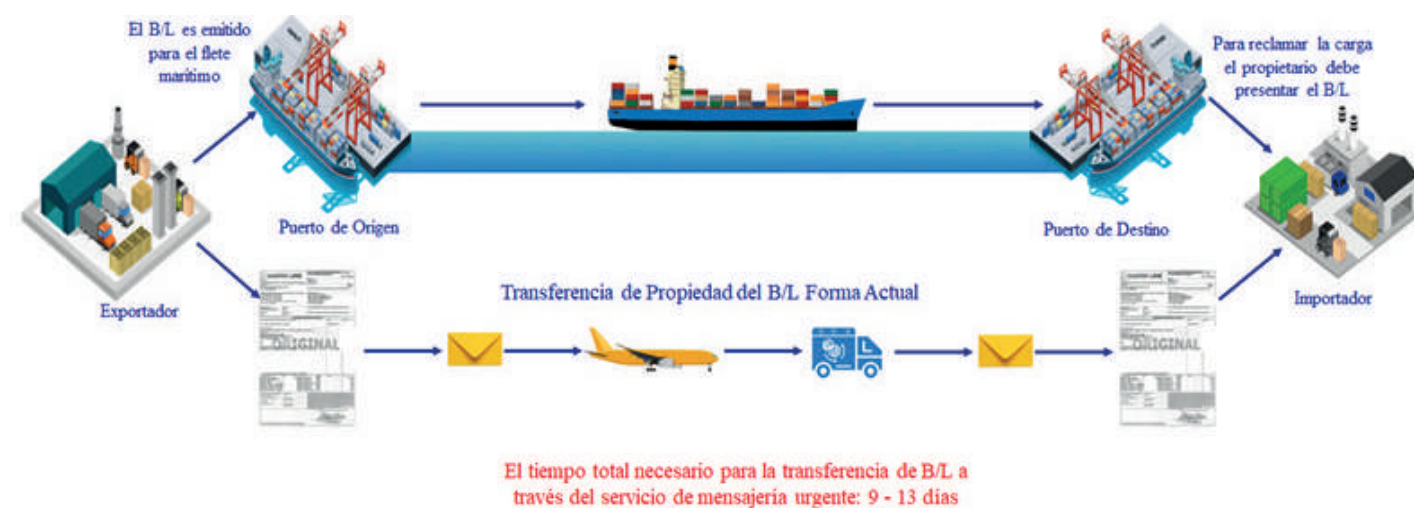 El B/L es emitido
para el flete
marítimo
Para reclamar la carga
el propietario debe
presentar el B/L
Puerto de Origen
Puerto de Destino
Exportador
Transferencia de Propiedad del B/L Forma Actual
Importador
ORIGINAL
ORIGINAL
El tiempo total necesario para la transferencia de B/L a
través del servicio de mensajería urgente: 9 - 13 días